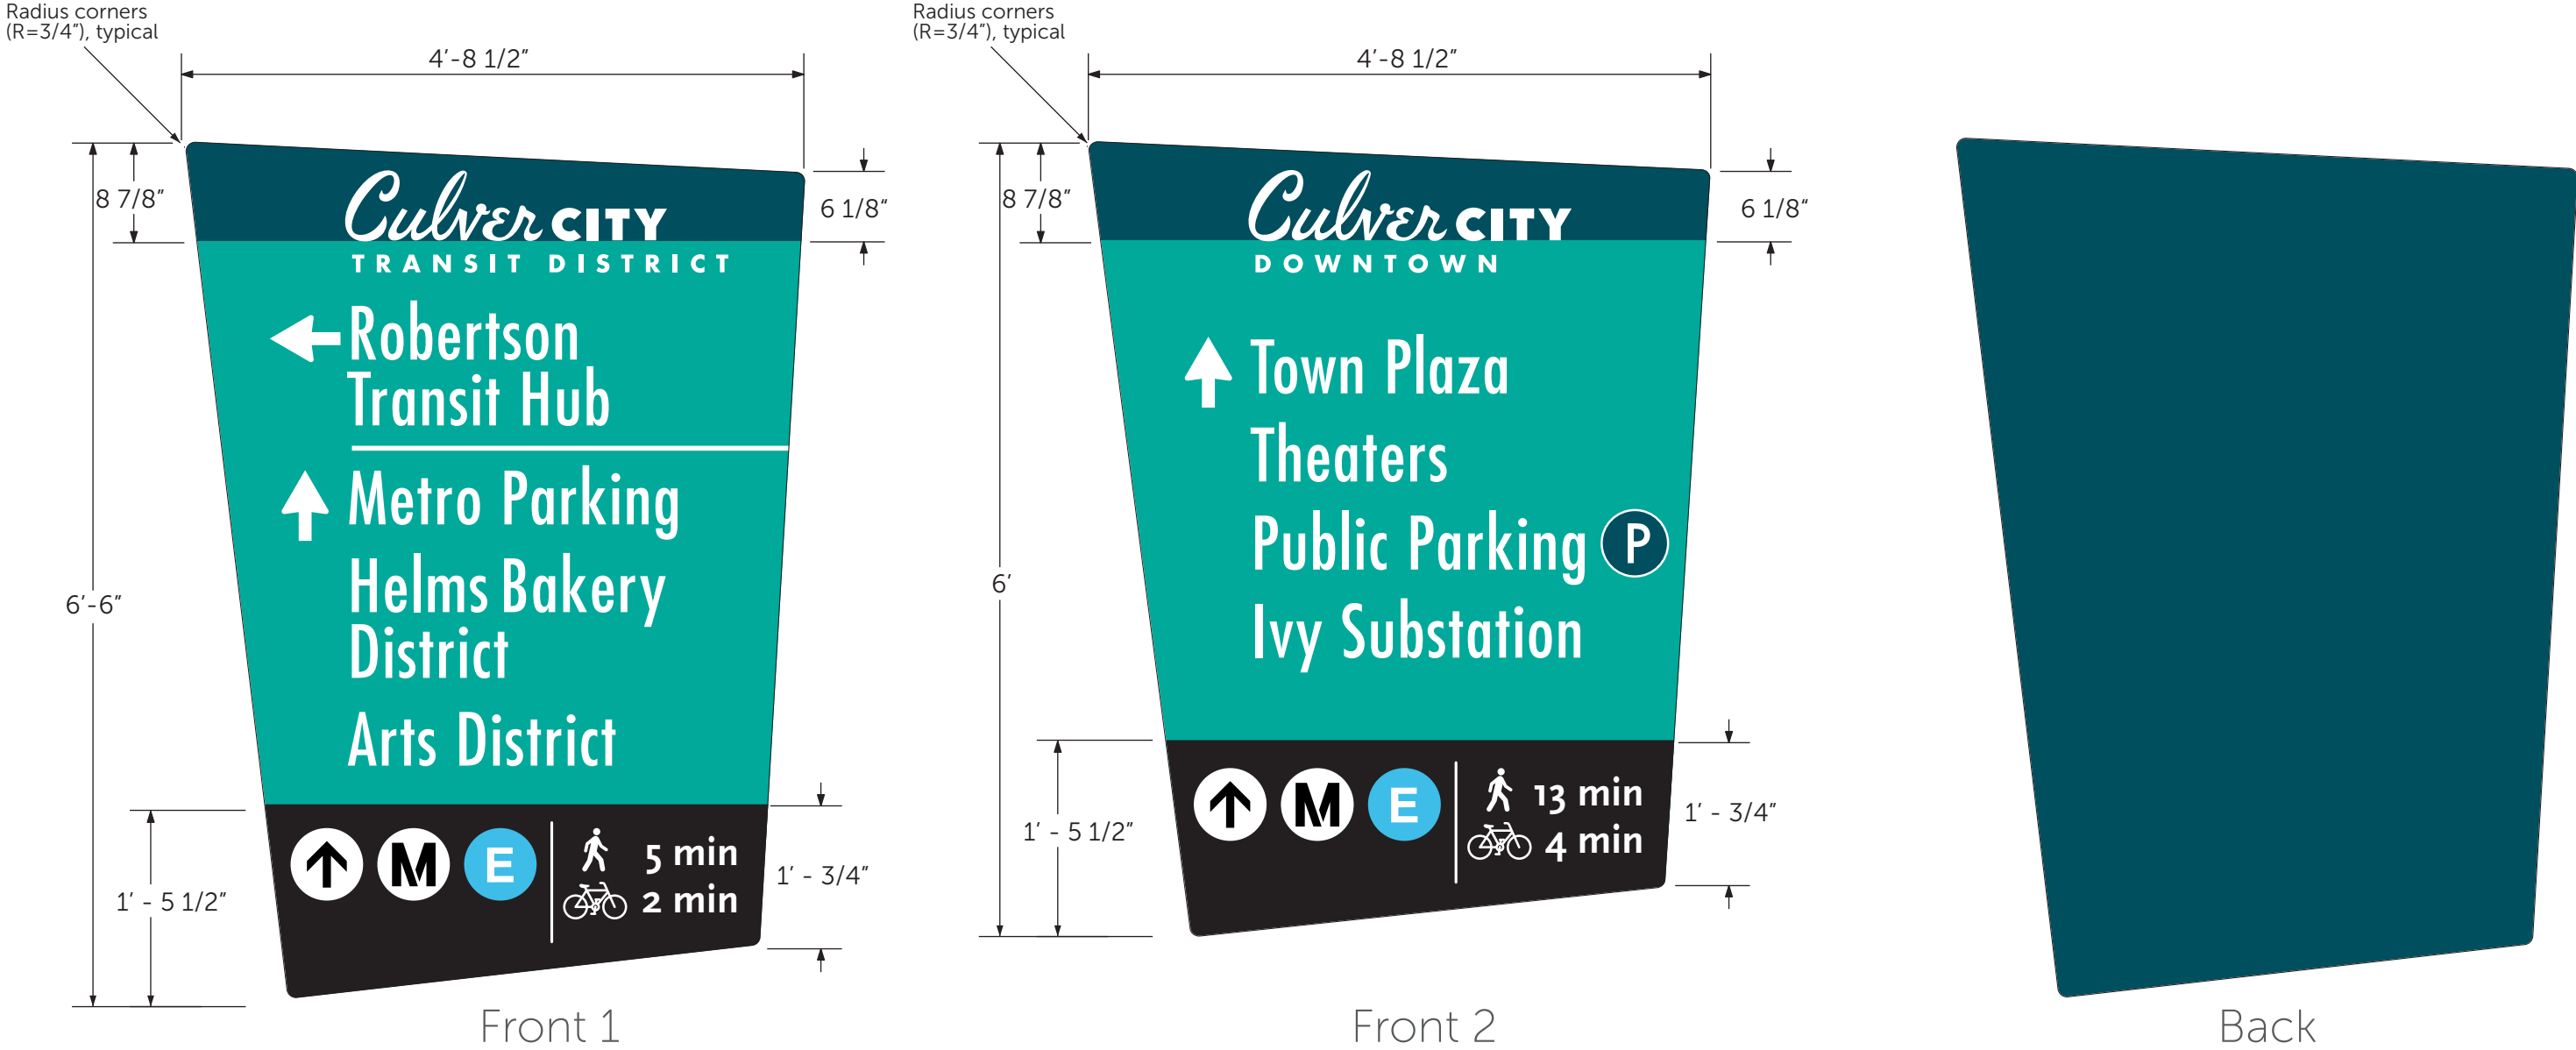 Radius corners
(R=3/4”), typical
4’-8 1/2”
8 7/8”
6 1/8”
6’-6”
1’ - 5 1/2”
1’ - 3/4”
Culver CITY
TRANSIT DISTRICT
Robertson
Transit Hub
Metro Parking
Helms Bakery
District
Arts District
M E
5 min
2 min
Front 1
Radius corners
(R=3/4”), typical
4’-8 1/2”
8 7/8”
6 1/8”
6’
1’ - 5 1/2”
1’ - 3/4”
Culver CITY
DOWNTOWN
Town Plaza
Theaters
Public Parking P
Ivy Substation
M E
13 min
4 min
Front 2
Back